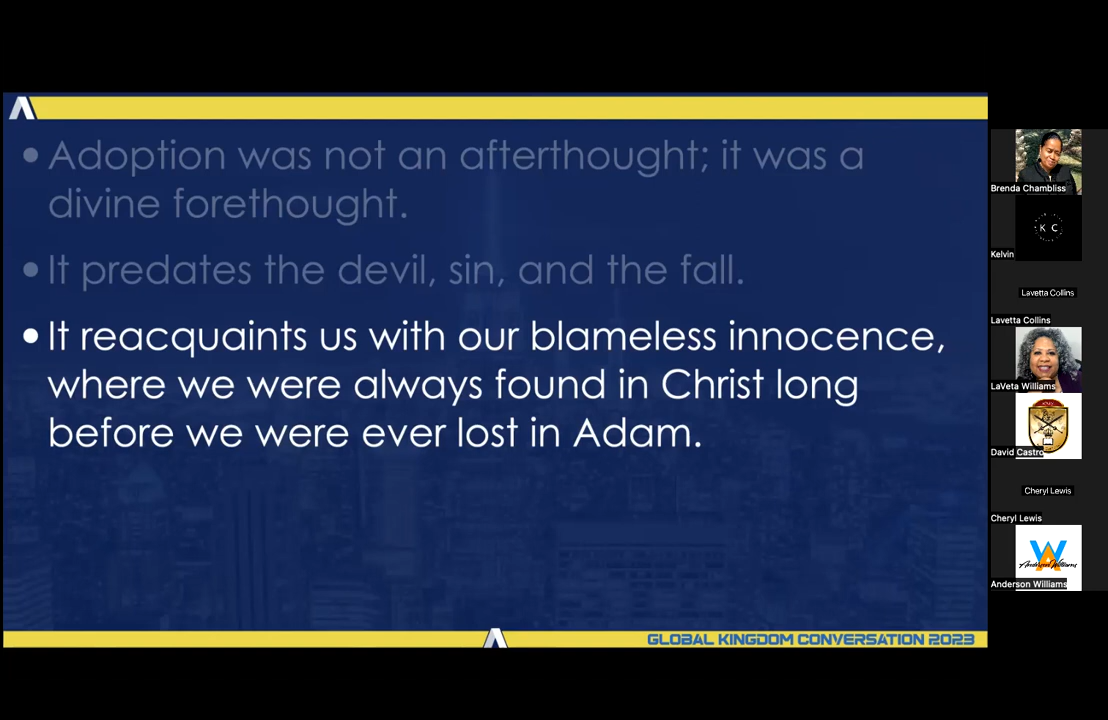 • Adoption was not an afterthought; it was a
divine forethought.
• It predates the devil, sin, and the fall.
• It reacquaints us with our blameless innocence,
where we were always found in Christ long
before we were ever lost in Adam.
GLOBAL KINGDOM CONVERSATION 2023
Brenda Chambliss
K C
Kelvin
Lavetta Collins
Lavetta Collins
LaVeta Williams
David Castro
Cheryl Lewis
Cheryl Lewis
Anderson Williams
Anderson Williams